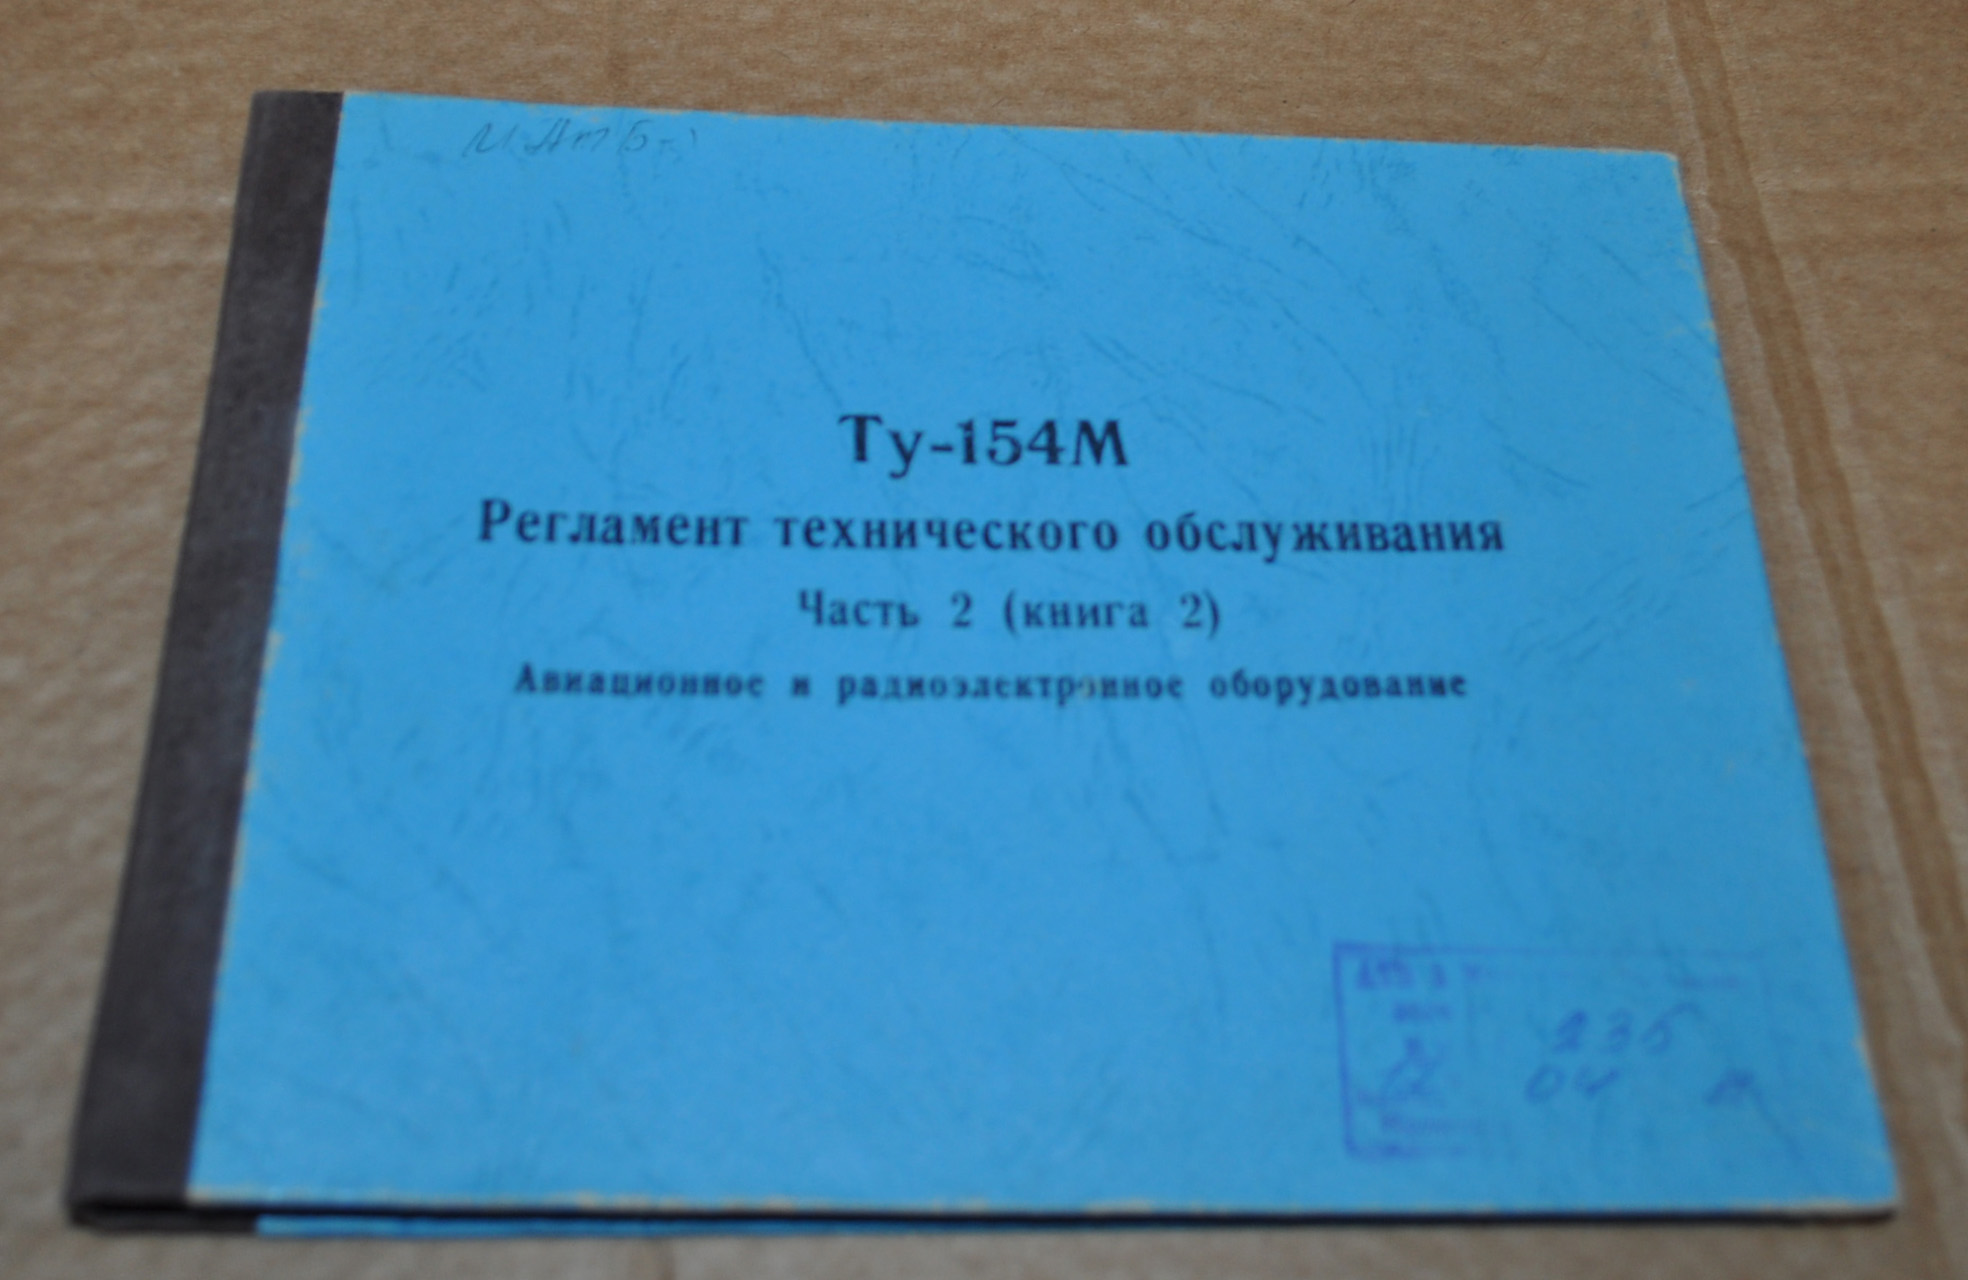 Ту-154М
Регламент технического обслуживания
Часть 2 (книга 2)
Авиационное и радиоэлектронное оборудование